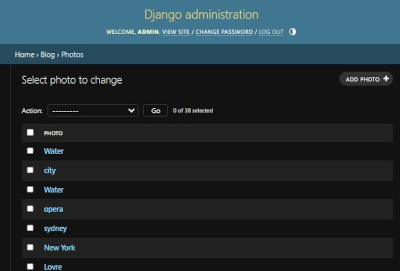 Django administration
WELCOME, ADMIN. VIEW SITE / CHANGE PASSWORD / LOG OUT
Home › Blog › Photos
Select photo to change
ADD PHOTO +
Action: --------- Go 0 of 38 selected
PHOTO
Water
city
Water
opera
sydney
New York
Lovre